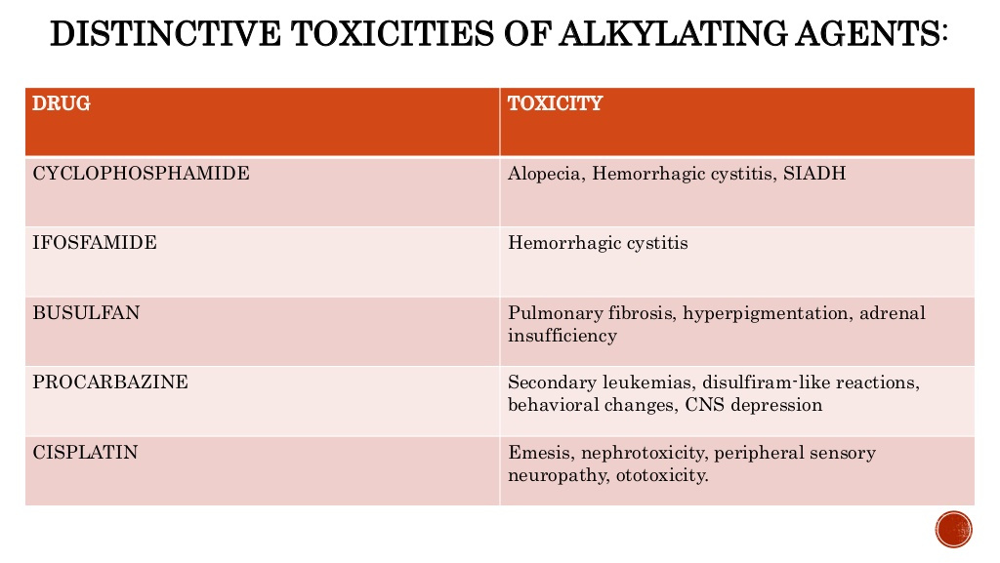 DISTINCTIVE TOXICITIES OF ALKYLATING AGENTS:
DRUG
TOXICITY
CYCLOPHOSPHAMIDE
Alopecia, Hemorrhagic cystitis, SIADH
IFOSFAMIDE
Hemorrhagic cystitis
BUSULFAN
Pulmonary fibrosis, hyperpigmentation, adrenal
insufficiency
PROCARBAZINE
Secondary leukemias, disulfiram-like reactions,
behavioral changes, CNS depression
CISPLATIN
Emesis, nephrotoxicity, peripheral sensory
neuropathy, ototoxicity.